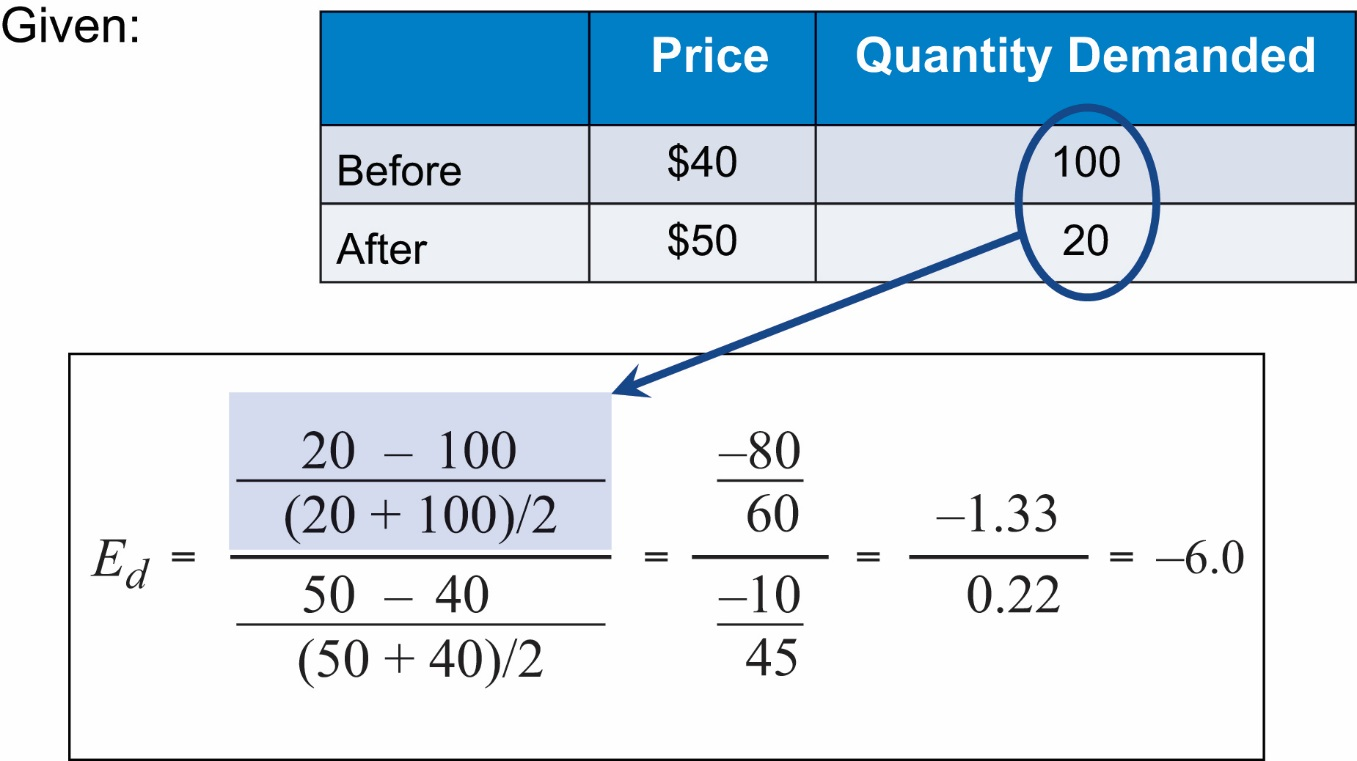 Given:
Price Quantity Demanded
Before $40 100
After $50 20
20 – 100
(20 + 100)/2
50 – 40
(50 + 40)/2
Ed = = = = –6.0
–80
60
–10
45
–1.33
0.22